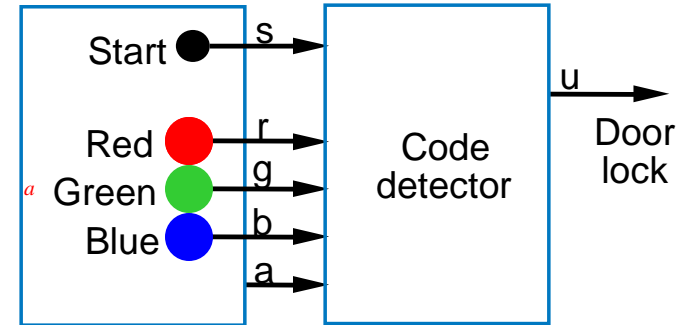 Start
s
u
Red
r
Code
detector
Door
lock
a
Green
g
Blue
b
a